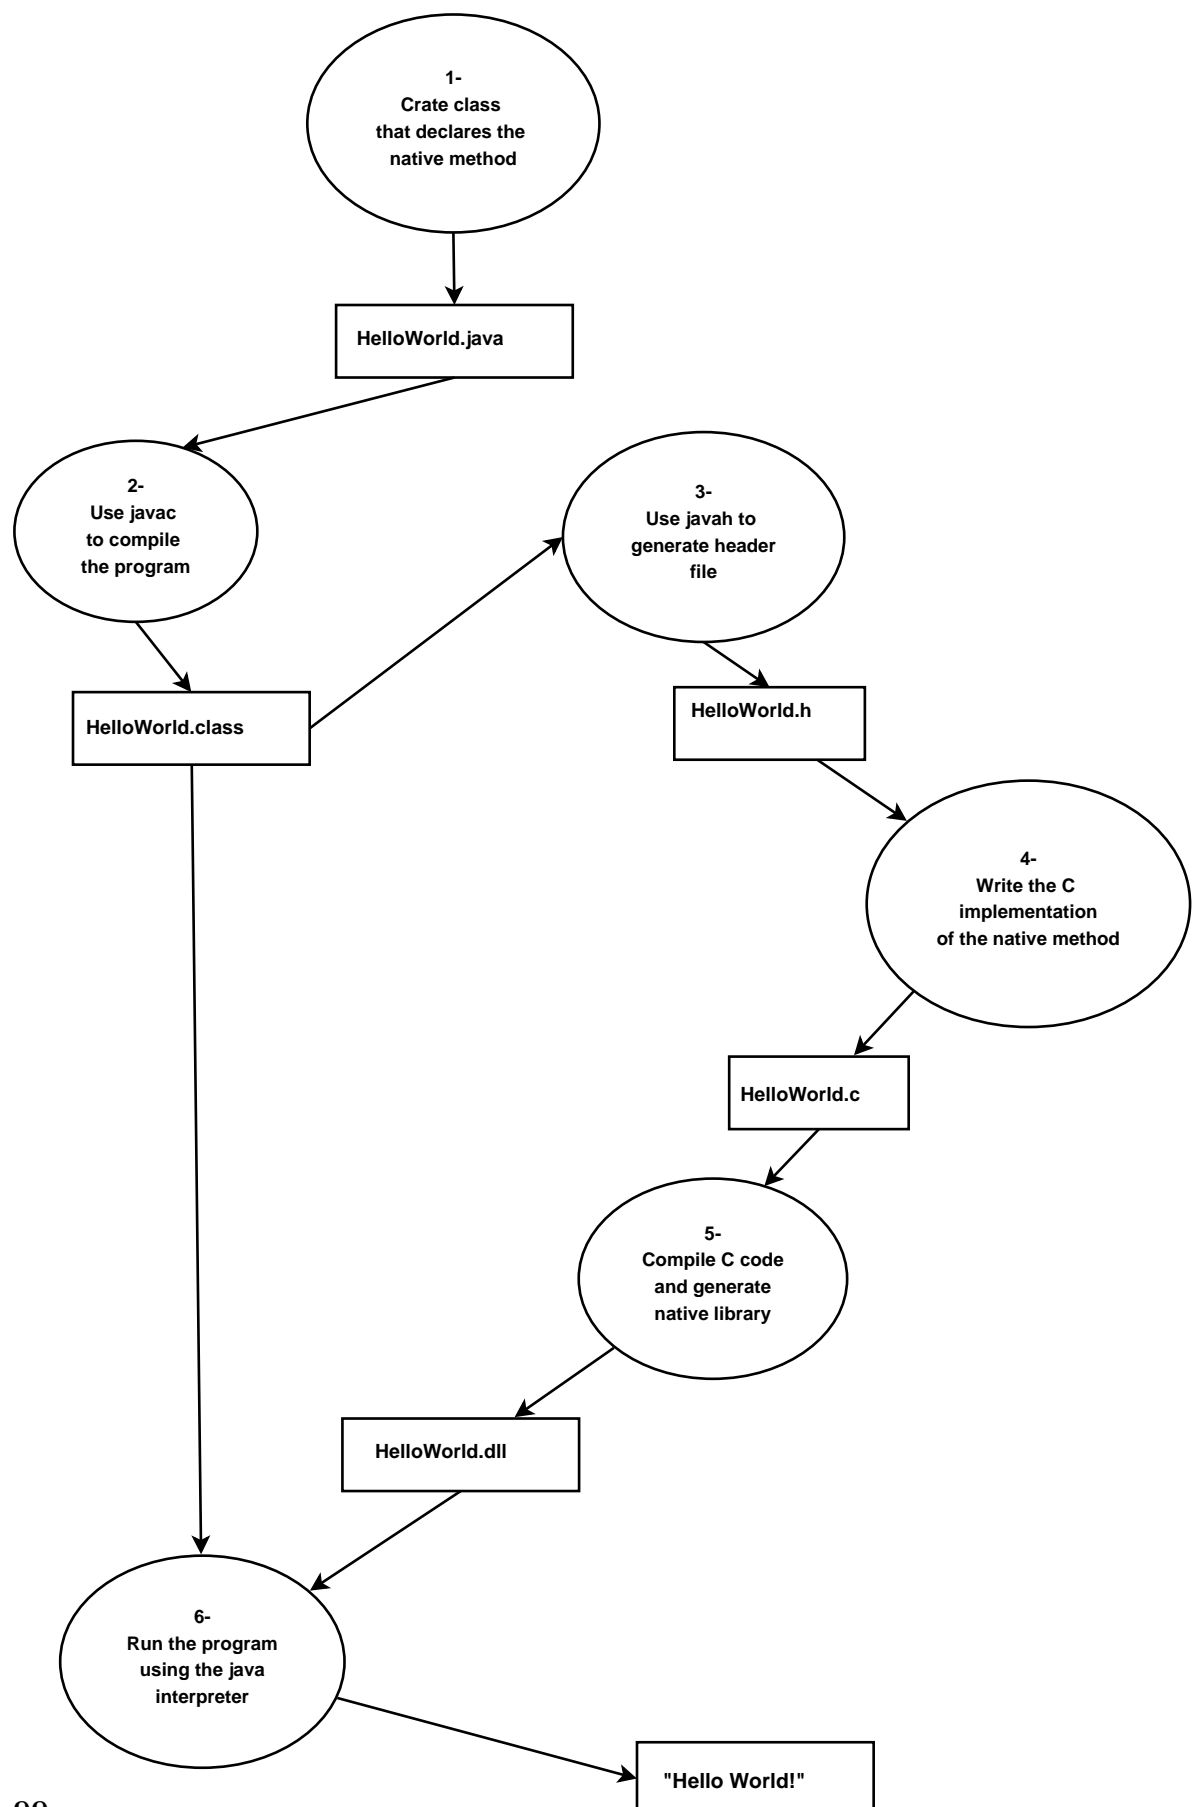 1-
Crate class
that declares the
native method
HelloWorld.java
2-
Use javac
to compile
the program
3-
Use javah to
generate header
file
HelloWorld.class
HelloWorld.h
4-
Write the C
implementation
of the native method
HelloWorld.c
5-
Compile C code
and generate
native library
HelloWorld.dll
6-
Run the program
using the java
interpreter
"Hello World!"